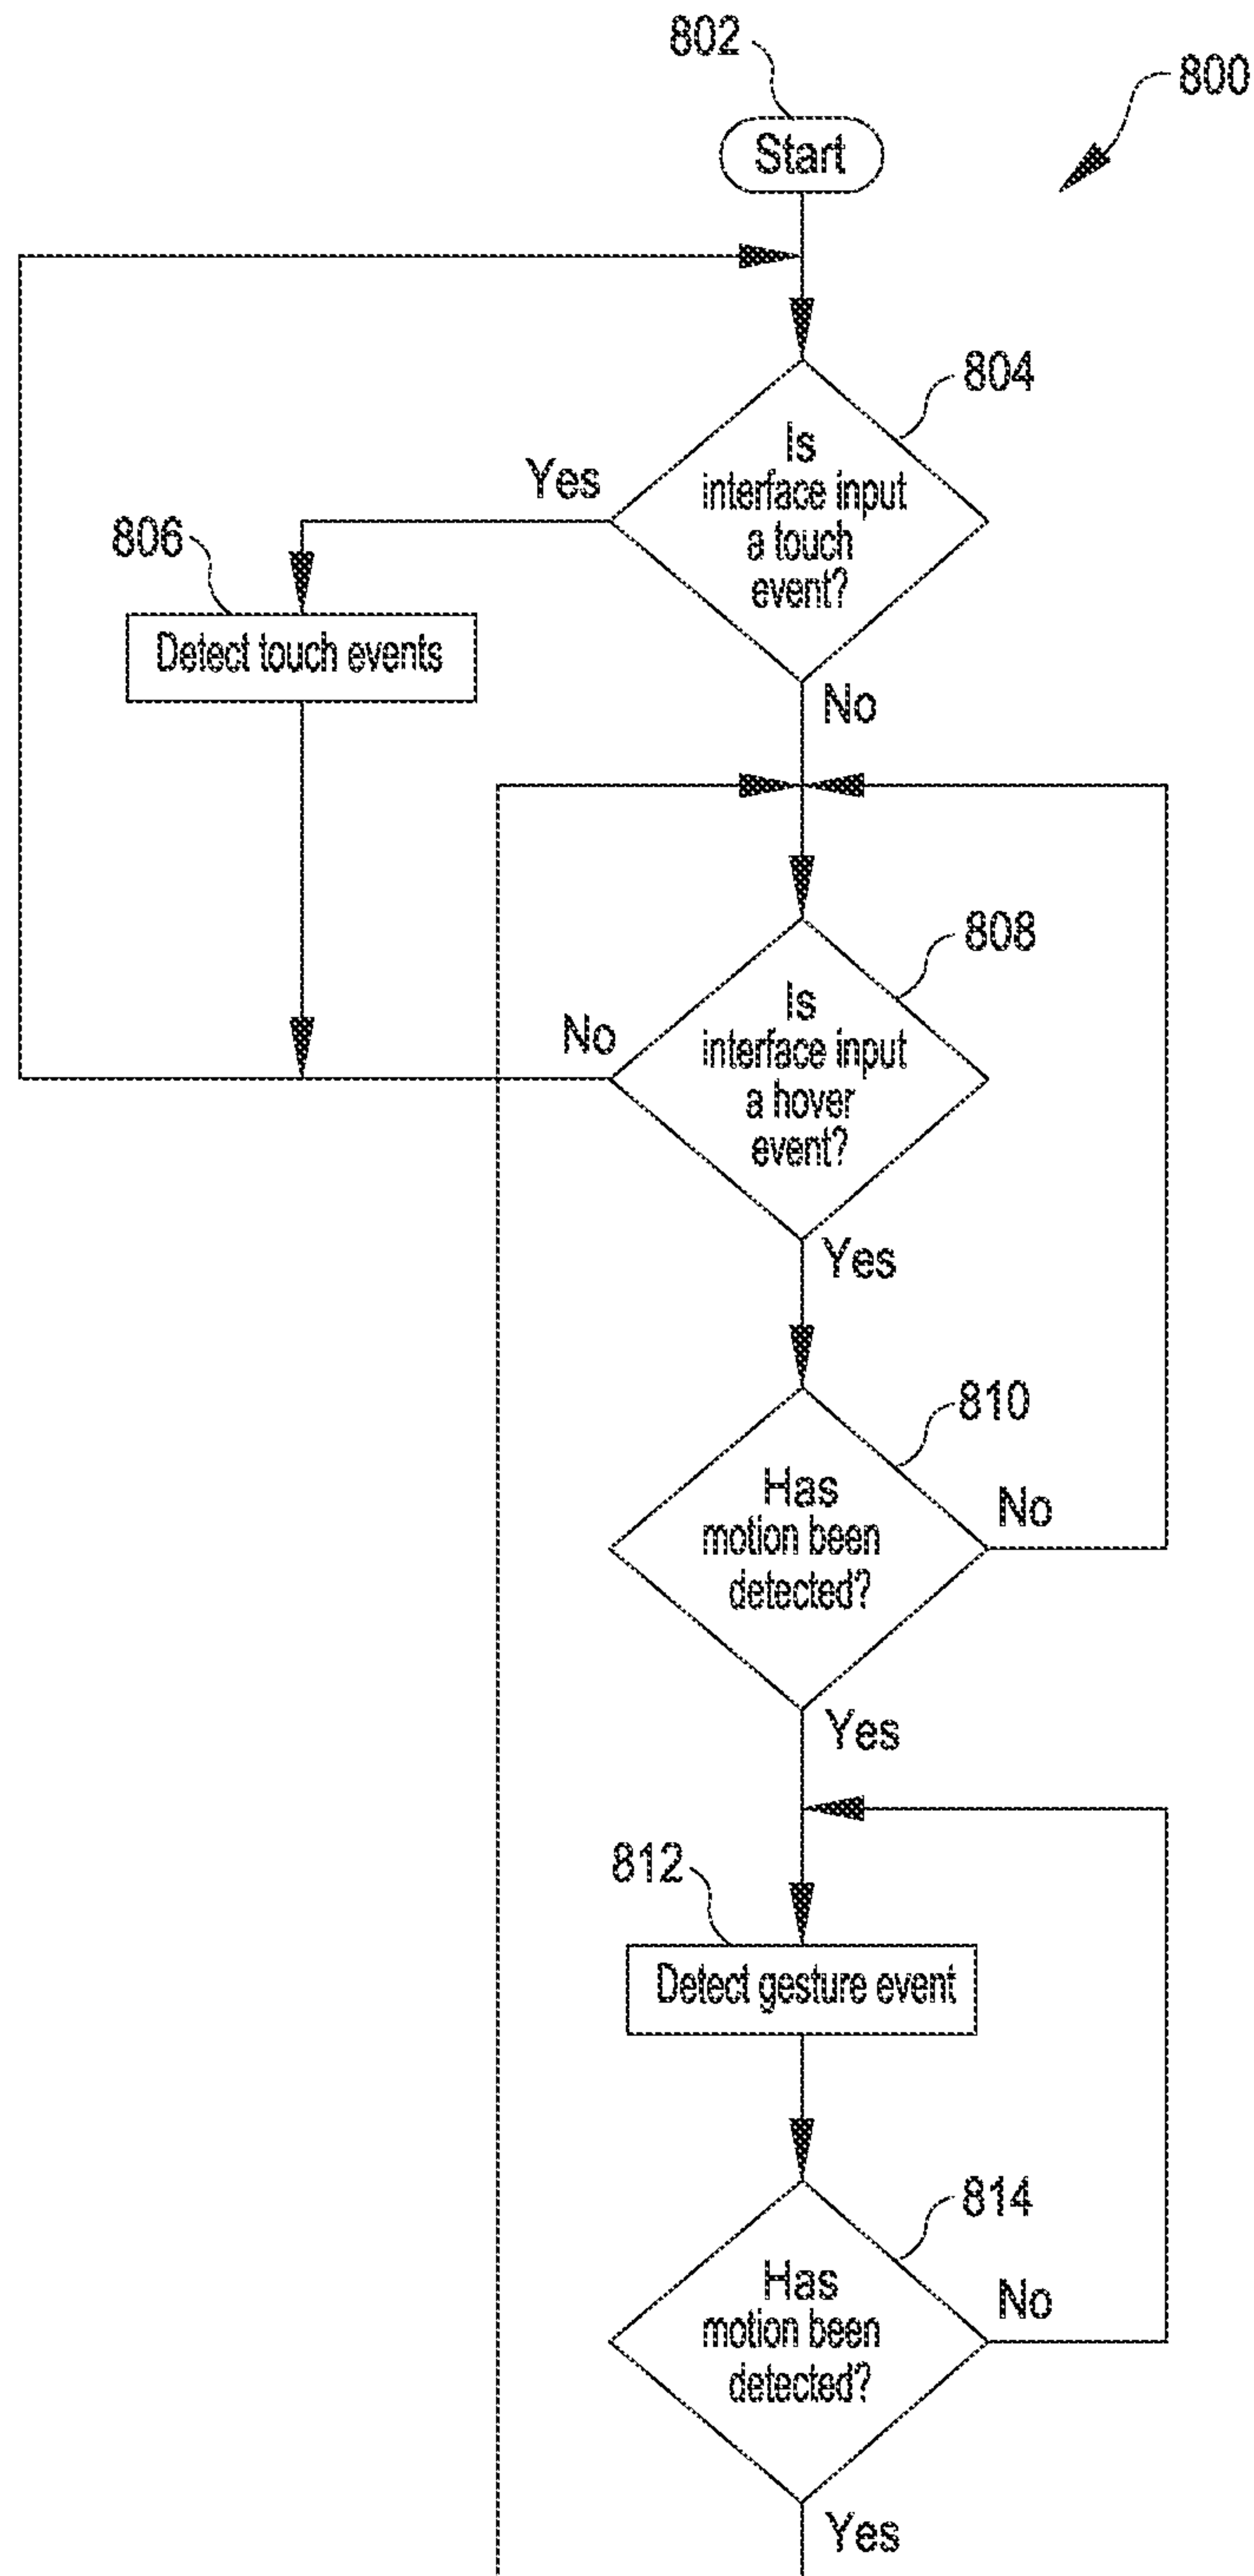 802
800
Start
804
Is
interface input
a touch
event?
Yes
806
Detect touch events
No
808
Is
interface input
a hover
event?
No
Yes
810
Has
motion been
detected?
No
Yes
812
Detect gesture event
814
Has
motion been
detected?
No
Yes